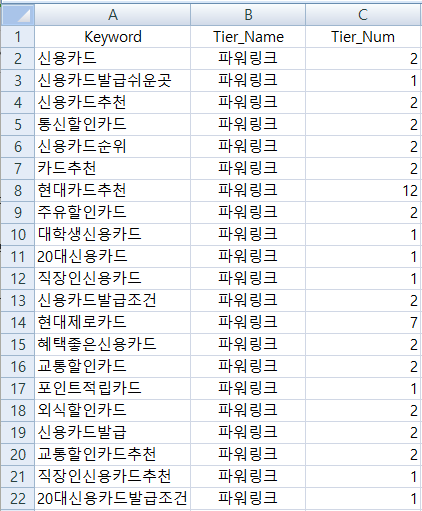 A B C
1 Keyword Tier_Name Tier_Num
2 신용카드 파워링크 2
3 신용카드발급쉬운곳 파워링크 1
4 신용카드추천 파워링크 2
5 통신할인카드 파워링크 2
6 신용카드순위 파워링크 2
7 카드추천 파워링크 2
8 현대카드추천 파워링크 12
9 주유할인카드 파워링크 2
10 대학생신용카드 파워링크 1
11 20대신용카드 파워링크 1
12 직장인신용카드 파워링크 1
13 신용카드발급조건 파워링크 2
14 현대제로카드 파워링크 7
15 혜택좋은신용카드 파워링크 2
16 교통할인카드 파워링크 2
17 포인트적립카드 파워링크 1
18 외식할인카드 파워링크 2
19 신용카드발급 파워링크 2
20 교통할인카드추천 파워링크 2
21 직장인신용카드추천 파워링크 1
22 20대신용카드발급조건 파워링크 1